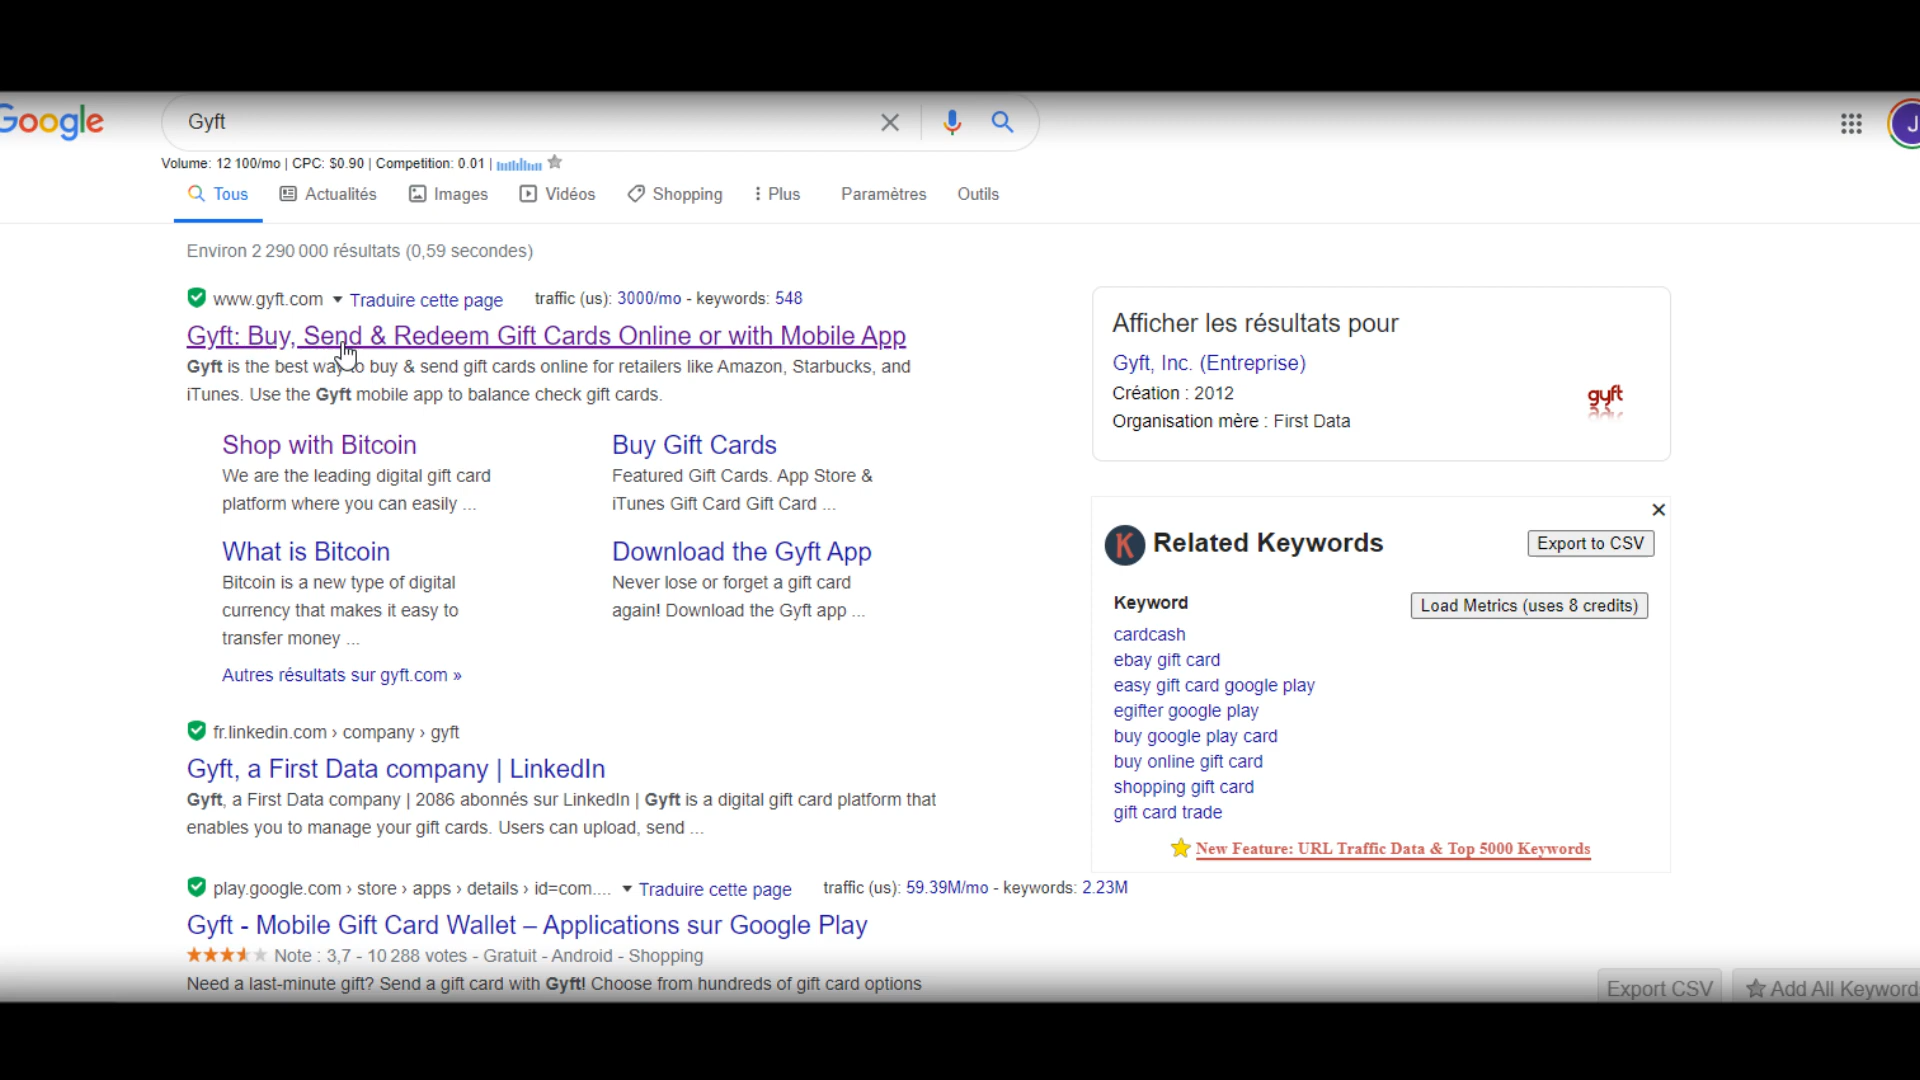 Google
Gyft
J
Volume: 12 100/mo | CPC: $0.90 | Competition: 0.01 |
Tous Actualités Images Vidéos Shopping Plus Paramètres Outils
Environ 2 290 000 résultats (0,59 secondes)
www.gyft.com Traduire cette page traffic (us): 3000/mo - keywords: 548
Gyft: Buy, Send & Redeem Gift Cards Online or with Mobile App
Gyft is the best way to buy & send gift cards online for retailers like Amazon, Starbucks, and
iTunes. Use the Gyft mobile app to balance check gift cards.
Shop with Bitcoin
We are the leading digital gift card
platform where you can easily ...
Buy Gift Cards
Featured Gift Cards. App Store &
iTunes Gift Card Gift Card ...
What is Bitcoin
Bitcoin is a new type of digital
currency that makes it easy to
transfer money ...
Download the Gyft App
Never lose or forget a gift card
again! Download the Gyft app ...
Autres résultats sur gyft.com »
fr.linkedin.com › company › gyft
Gyft, a First Data company | LinkedIn
Gyft, a First Data company | 2086 abonnés sur LinkedIn | Gyft is a digital gift card platform that
enables you to manage your gift cards. Users can upload, send ...
play.google.com › store › apps › details › id=com.... Traduire cette page traffic (us): 59.39M/mo - keywords: 2.23M
Gyft - Mobile Gift Card Wallet – Applications sur Google Play
Note : 3,7 - 10 288 votes - Gratuit - Android - Shopping
Need a last-minute gift? Send a gift card with Gyft! Choose from hundreds of gift card options
Afficher les résultats pour
Gyft, Inc. (Entreprise)
Création : 2012
Organisation mère : First Data
gyft
K Related Keywords
Export to CSV
Keyword
Load Metrics (uses 8 credits)
cardcash
ebay gift card
easy gift card google play
egifter google play
buy google play card
buy online gift card
shopping gift card
gift card trade
New Feature: URL Traffic Data & Top 5000 Keywords
Export CSV
Add All Keyword